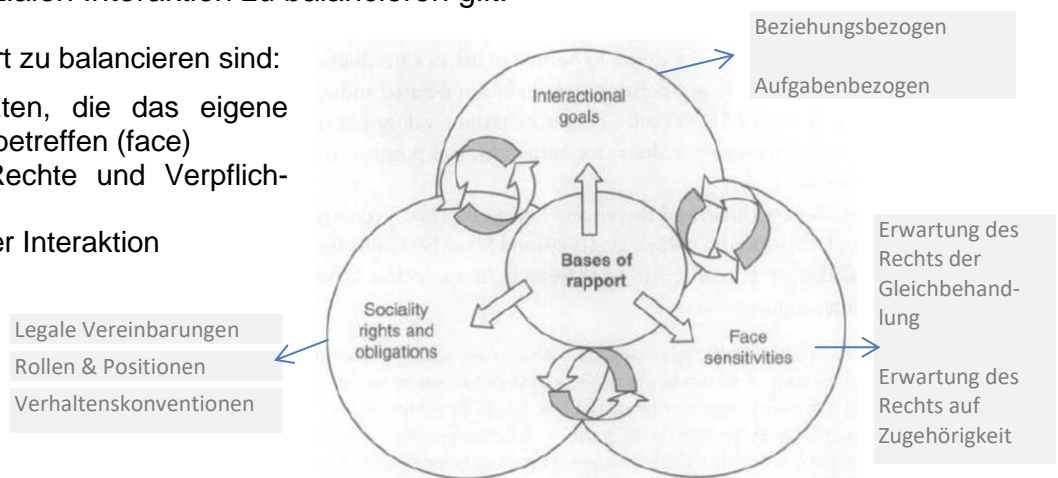 zialen Interaktion zu balancieren gilt.
rt zu balancieren sind:
ten, die das eigene
betreffen (face)
Rechte und Verpflich-
er Interaktion
Beziehungsbezogen
Aufgabenbezogen
Interactional
goals
Bases of
rapport
Sociality
rights and
obligations
Face
sensitivities
Legale Vereinbarungen
Rollen & Positionen
Verhaltenskonventionen
Erwartung des
Rechts der
Gleichbehand-
lung
Erwartung des
Rechts auf
Zugehörigkeit